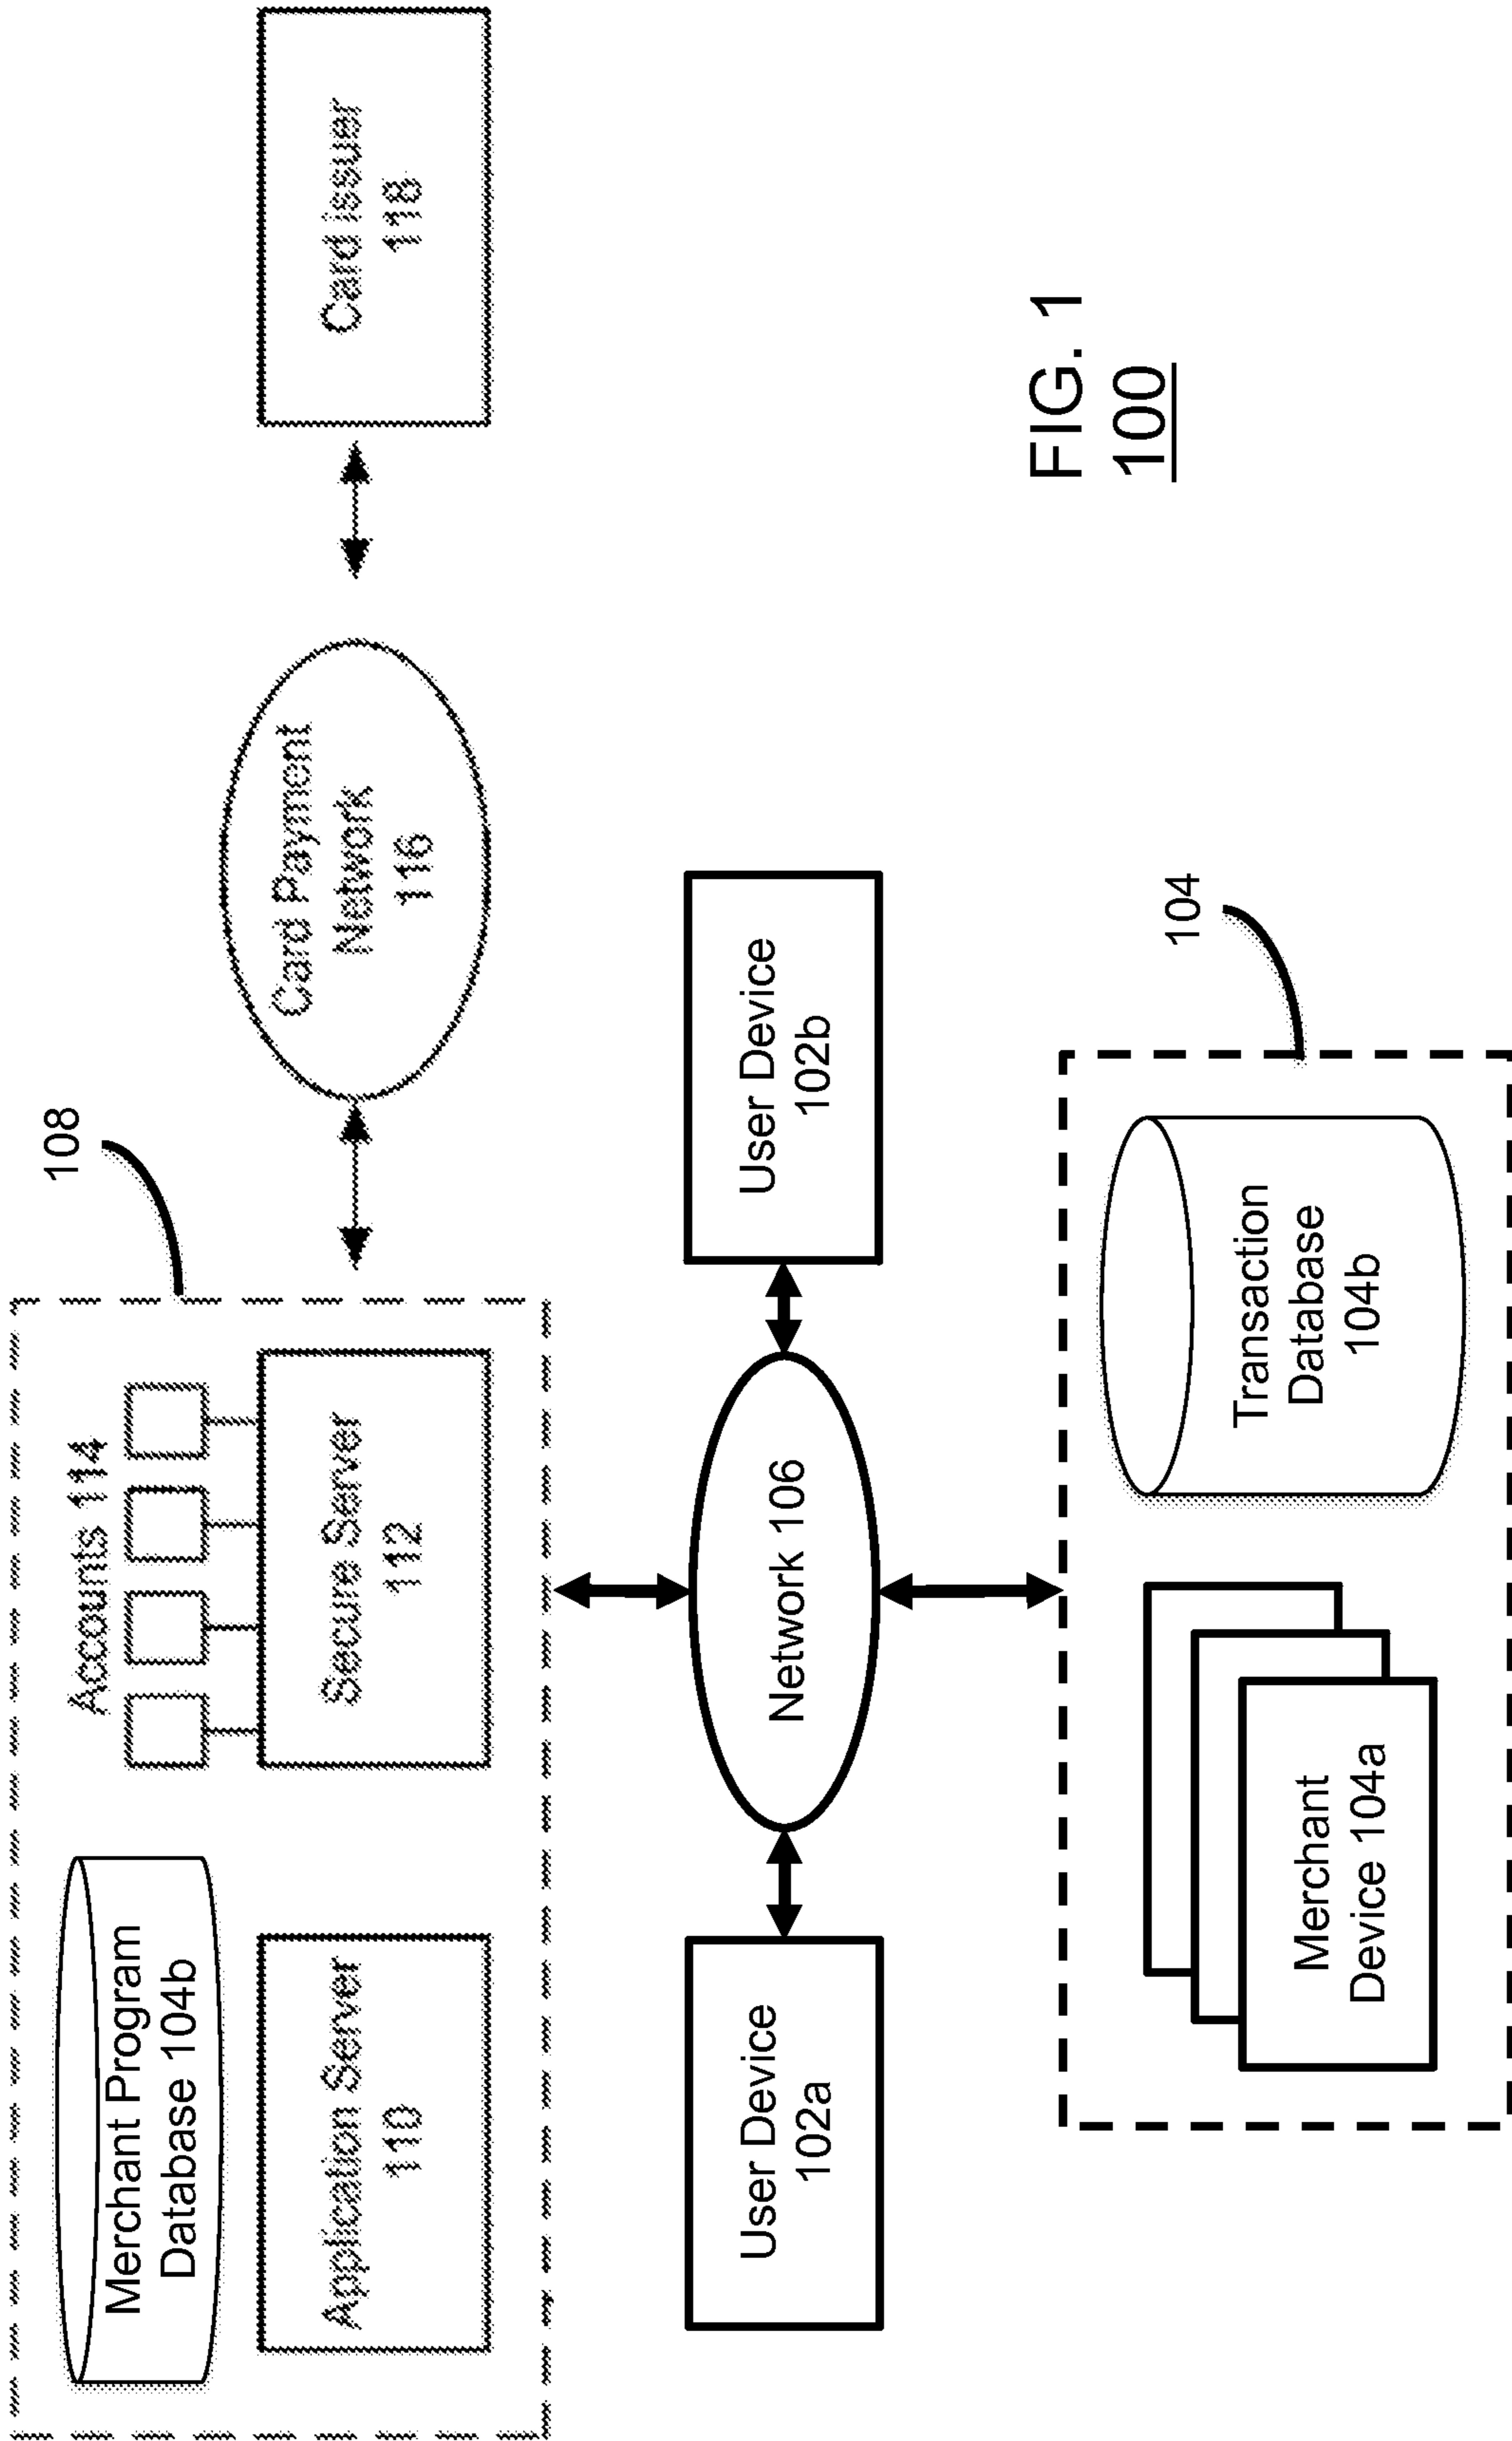 108
Merchant Program
Database 104b
Accounts 114
Application Server
110
Secure Server
112
Card Payment
Network
116
Card issuer
118
User Device
102a
Network 106
User Device
102b
104
Merchant
Device 104a
Transaction
Database
104b
FIG. 1
100